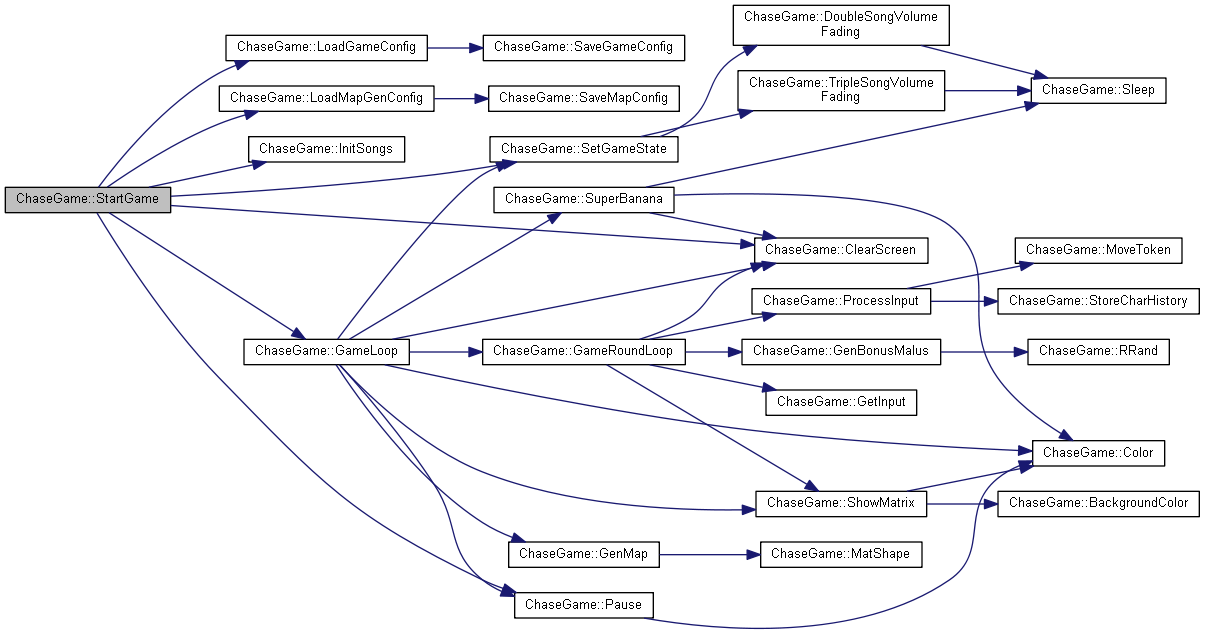 ChaseGame::DoubleSongVolume
Fading
ChaseGame::LoadGameConfig
ChaseGame::SaveGameConfig
ChaseGame::TripleSongVolume
Fading
ChaseGame::Sleep
ChaseGame::LoadMapGenConfig
ChaseGame::SaveMapConfig
ChaseGame::InitSongs
ChaseGame::SetGameState
ChaseGame::StartGame
ChaseGame::SuperBanana
ChaseGame::ClearScreen
ChaseGame::MoveToken
ChaseGame::ProcessInput
ChaseGame::StoreCharHistory
ChaseGame::GameLoop
ChaseGame::GameRoundLoop
ChaseGame::GenBonusMalus
ChaseGame::RRand
ChaseGame::GetInput
ChaseGame::Color
ChaseGame::ShowMatrix
ChaseGame::BackgroundColor
ChaseGame::GenMap
ChaseGame::MatShape
ChaseGame::Pause